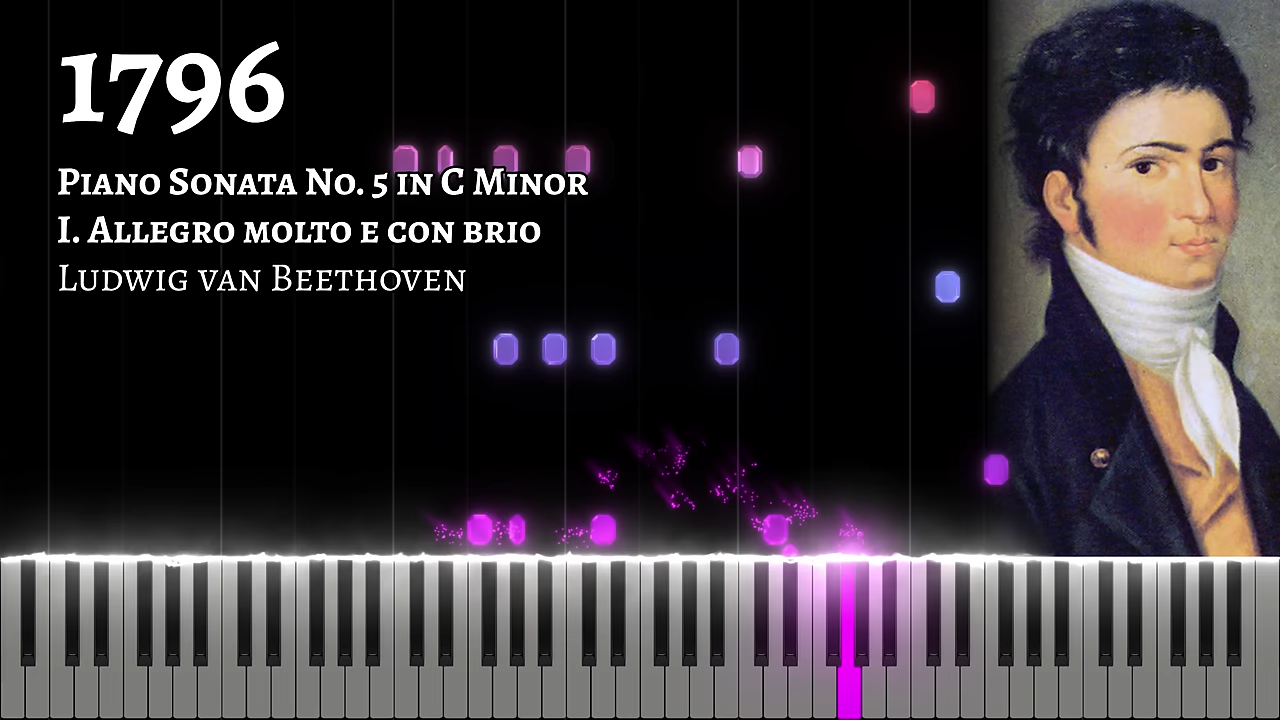 1796
Piano Sonata No. 5 in C Minor
I. Allegro molto e con brio
Ludwig van Beethoven